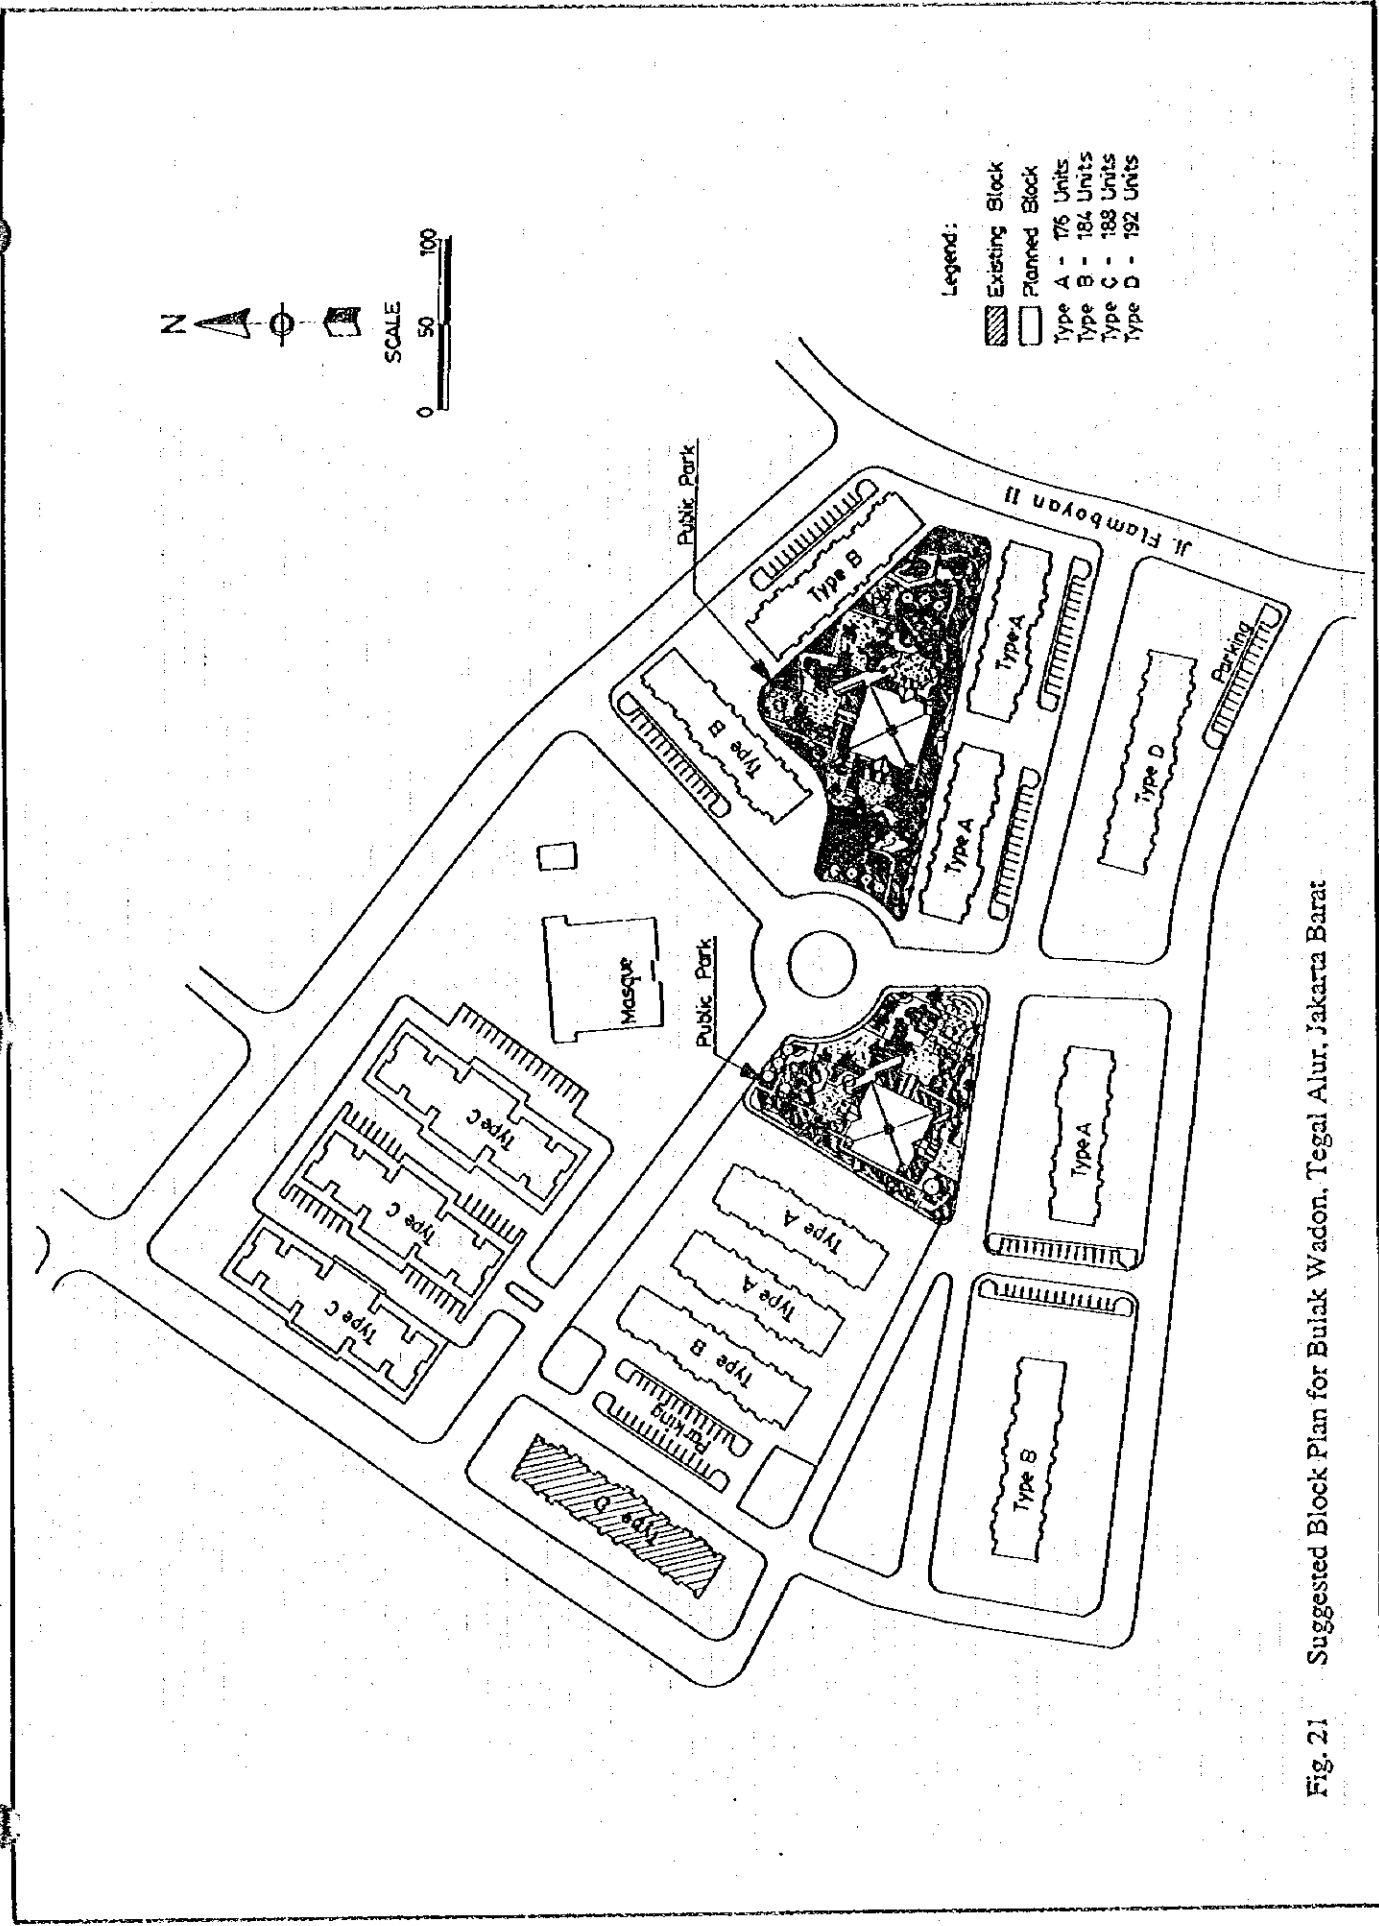 N
SCALE
0 50 100
Public Park
Legend:
Existing Block
Planned Block
Type A - 176 Units
Type B - 184 Units
Type C - 188 Units
Type D - 192 Units
Type C
Type C
Type C
Masque
Public Park
Type B
Type B
Jl. Flamboyan II
Type A
Type A
Type D
Parking
Type D
Parking
Type B
Type A
Type A
Type A
Type B
Fig. 21 Suggested Block Plan for Bulak Wadon, Tegal Alur, Jakarta Barat